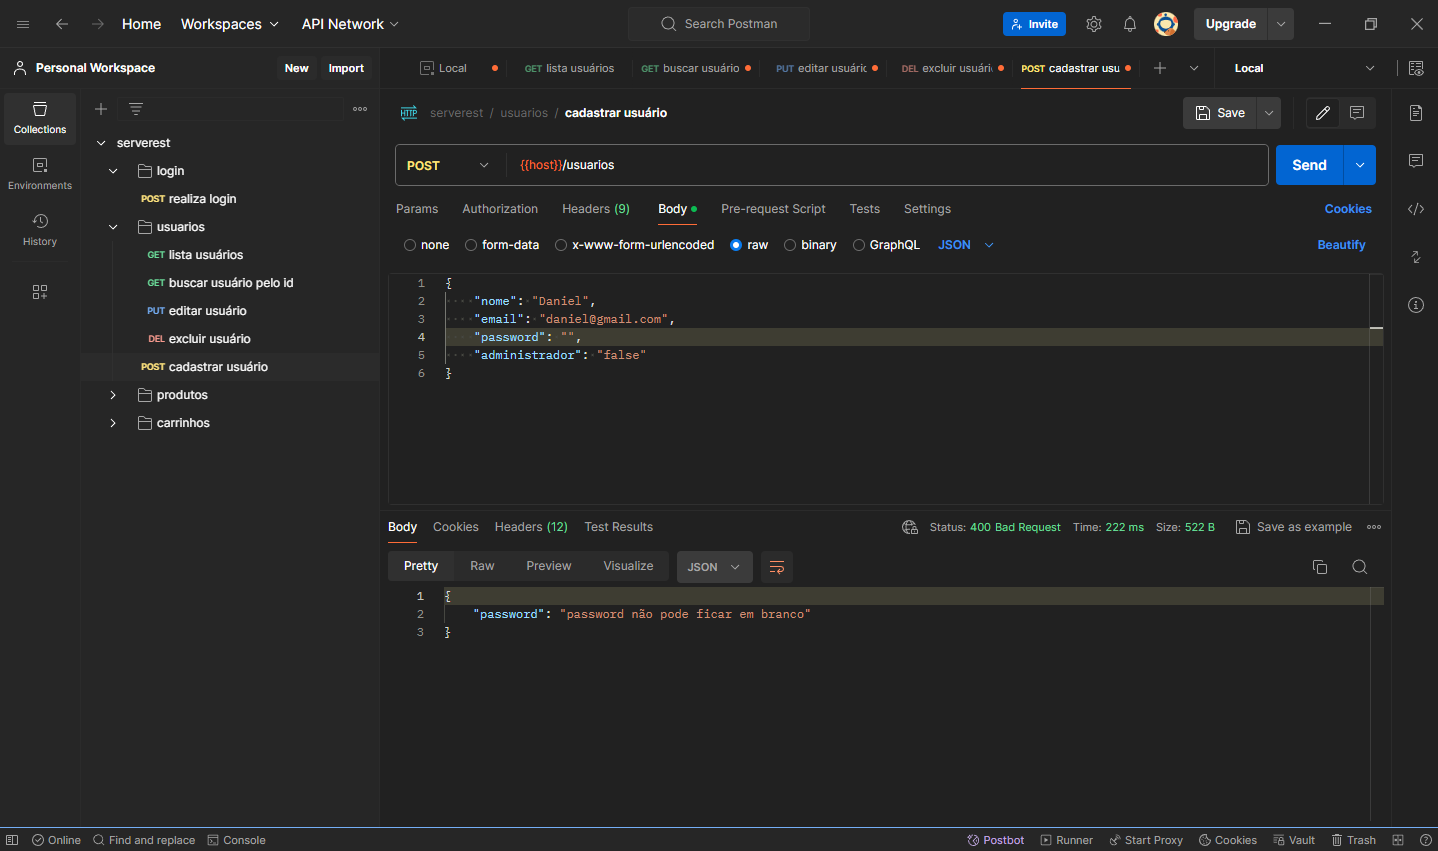 Home Workspaces API Network Search Postman Invite Upgrade
Personal Workspace New Import
Local GET lista usuários GET buscar usuário PUT editar usuári DEL excluir usuári POST cadastrar usu Local
Collections
Environments
History
serverest
login
POST realiza login
usuarios
GET lista usuários
GET buscar usuário pelo id
PUT editar usuário
DEL excluir usuário
POST cadastrar usuário
produtos
carrinhos
HTTP serverest / usuarios / cadastrar usuário Save
POST {{host}}/usuarios Send
Params Authorization Headers (9) Body Pre-request Script Tests Settings Cookies
none form-data x-www-form-urlencoded raw binary GraphQL JSON Beautify
1 {
2 "nome": "Daniel",
3 "email": "daniel@gmail.com",
4 "password": "",
5 "administrador": "false"
6 }
Body Cookies Headers (12) Test Results Status: 400 Bad Request Time: 222 ms Size: 522 B Save as example
Pretty Raw Preview Visualize JSON
1 {
2 "password": "password não pode ficar em branco"
3 }
Online Find and replace Console Postbot Runner Start Proxy Cookies Vault Trash